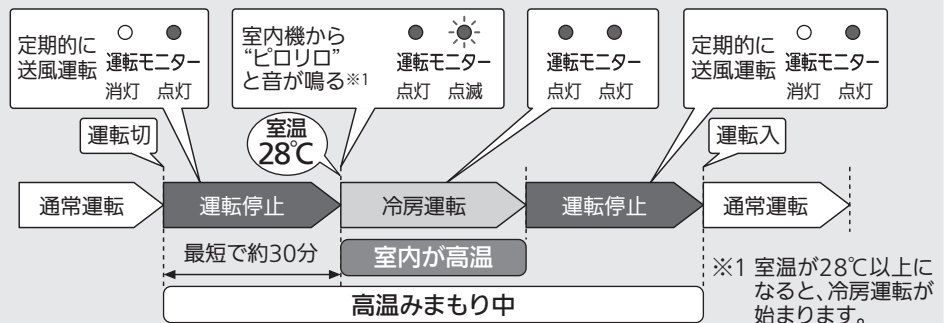 定期的に
送風運転
運転モニター
消灯 点灯
室内機から
“ピロリロ”
と音が鳴る※1
運転モニター
点灯 点滅
運転モニター
点灯 点灯
定期的に
送風運転
運転モニター
消灯 点灯
運転切
室温
28℃
運転入
通常運転
運転停止
冷房運転
運転停止
通常運転
最短で約30分
室内が高温
高温みまもり中
※1 室温が28℃以上に
なると、冷房運転が
始まります。